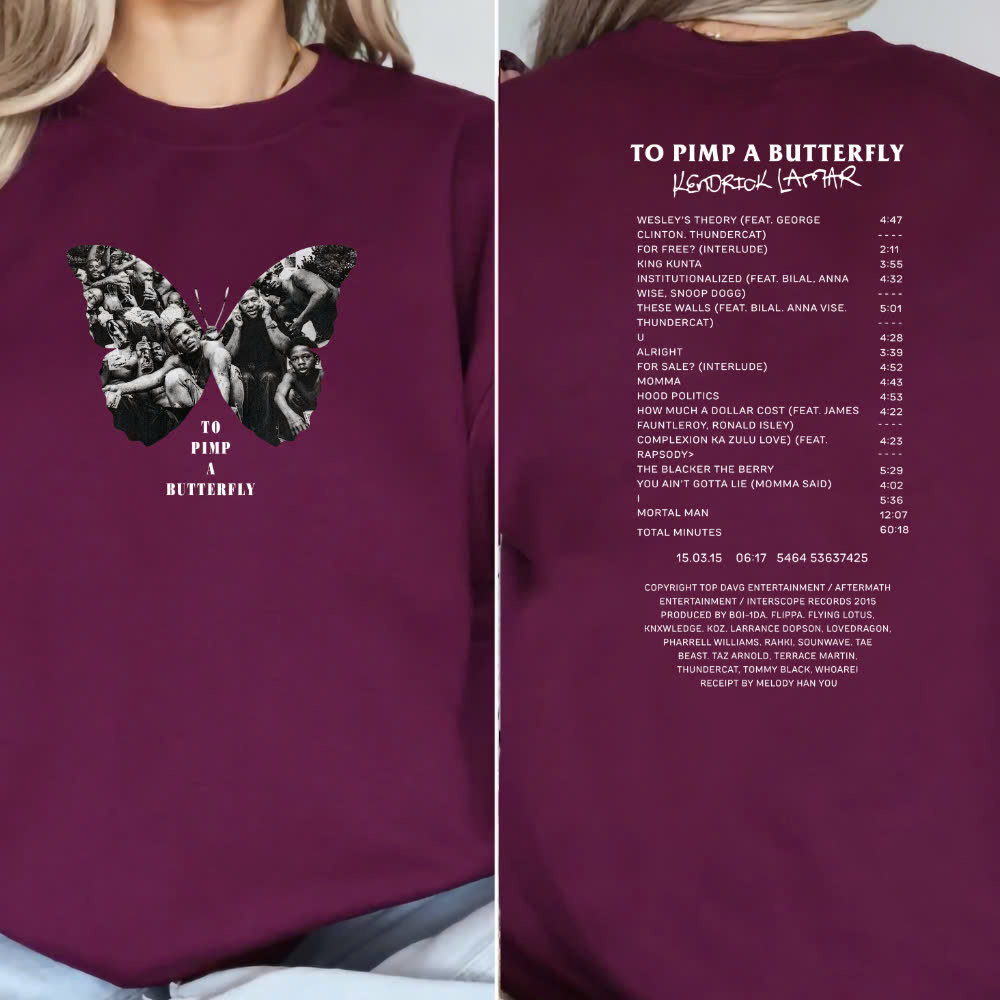 TO
PIMP
A
BUTTERFLY
TO PIMP A BUTTERFLY
KENDRICK LAMAR
WESLEY'S THEORY (FEAT. GEORGE 4:47
CLINTON. THUNDERCAT) ----
FOR FREE? (INTERLUDE) 2:11
KING KUNTA 3:55
INSTITUTIONALIZED (FEAT. BILAL, ANNA 4:32
WISE, SNOOP DOGG) ----
THESE WALLS (FEAT. BILAL. ANNA VISE. 5:01
THUNDERCAT) ----
U 4:28
ALRIGHT 3:39
FOR SALE? (INTERLUDE) 4:52
MOMMA 4:43
HOOD POLITICS 4:53
HOW MUCH A DOLLAR COST (FEAT. JAMES 4:22
FAUNTLEROY, RONALD ISLEY) ----
COMPLEXION KA ZULU LOVE) (FEAT. 4:23
RAPSODY> ----
THE BLACKER THE BERRY 5:29
YOU AIN'T GOTTA LIE (MOMMA SAID) 4:02
I 5:36
MORTAL MAN 12:07
TOTAL MINUTES 60:18
15.03.15 06:17 5464 53637425
COPYRIGHT TOP DAVG ENTERTAINMENT / AFTERMATH
ENTERTAINMENT / INTERSCOPE RECORDS 2015
PRODUCED BY BOI-1DA. FLIPPA. FLYING LOTUS,
KNXWLEDGE. KOZ. LARRANCE DOPSON, LOVEDRAGON,
PHARRELL WILLIAMS, RAHKI, SOUNWAVE, TAE
BEAST. TAZ ARNOLD, TERRACE MARTIN,
THUNDERCAT, TOMMY BLACK, WHOAREI
RECEIPT BY MELODY HAN YOU